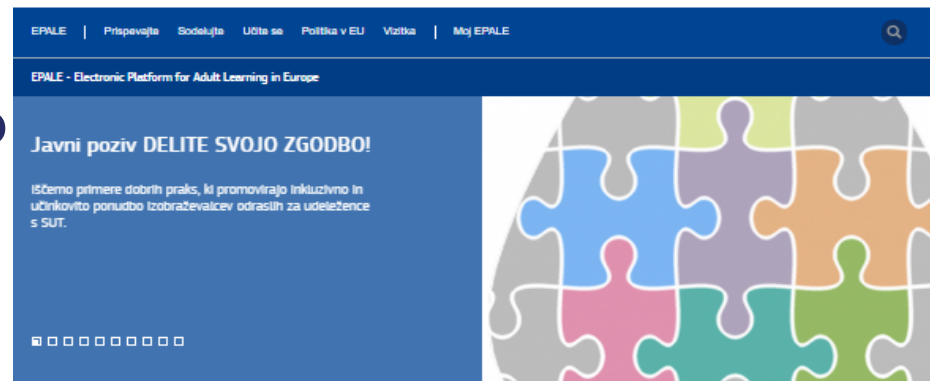 EPALE | Prispevajte Sodelujte Učite se Politika v EU Vizitka | Moj EPALE
EPALE - Electronic Platform for Adult Learning in Europe
Javni poziv DELITE SVOJO ZGODBO!
Iščemo primere dobrih praks, ki promovirajo inkluzivno in
učinkovito ponudbo izobraževalcev odraslih za udeležence
s SUT.